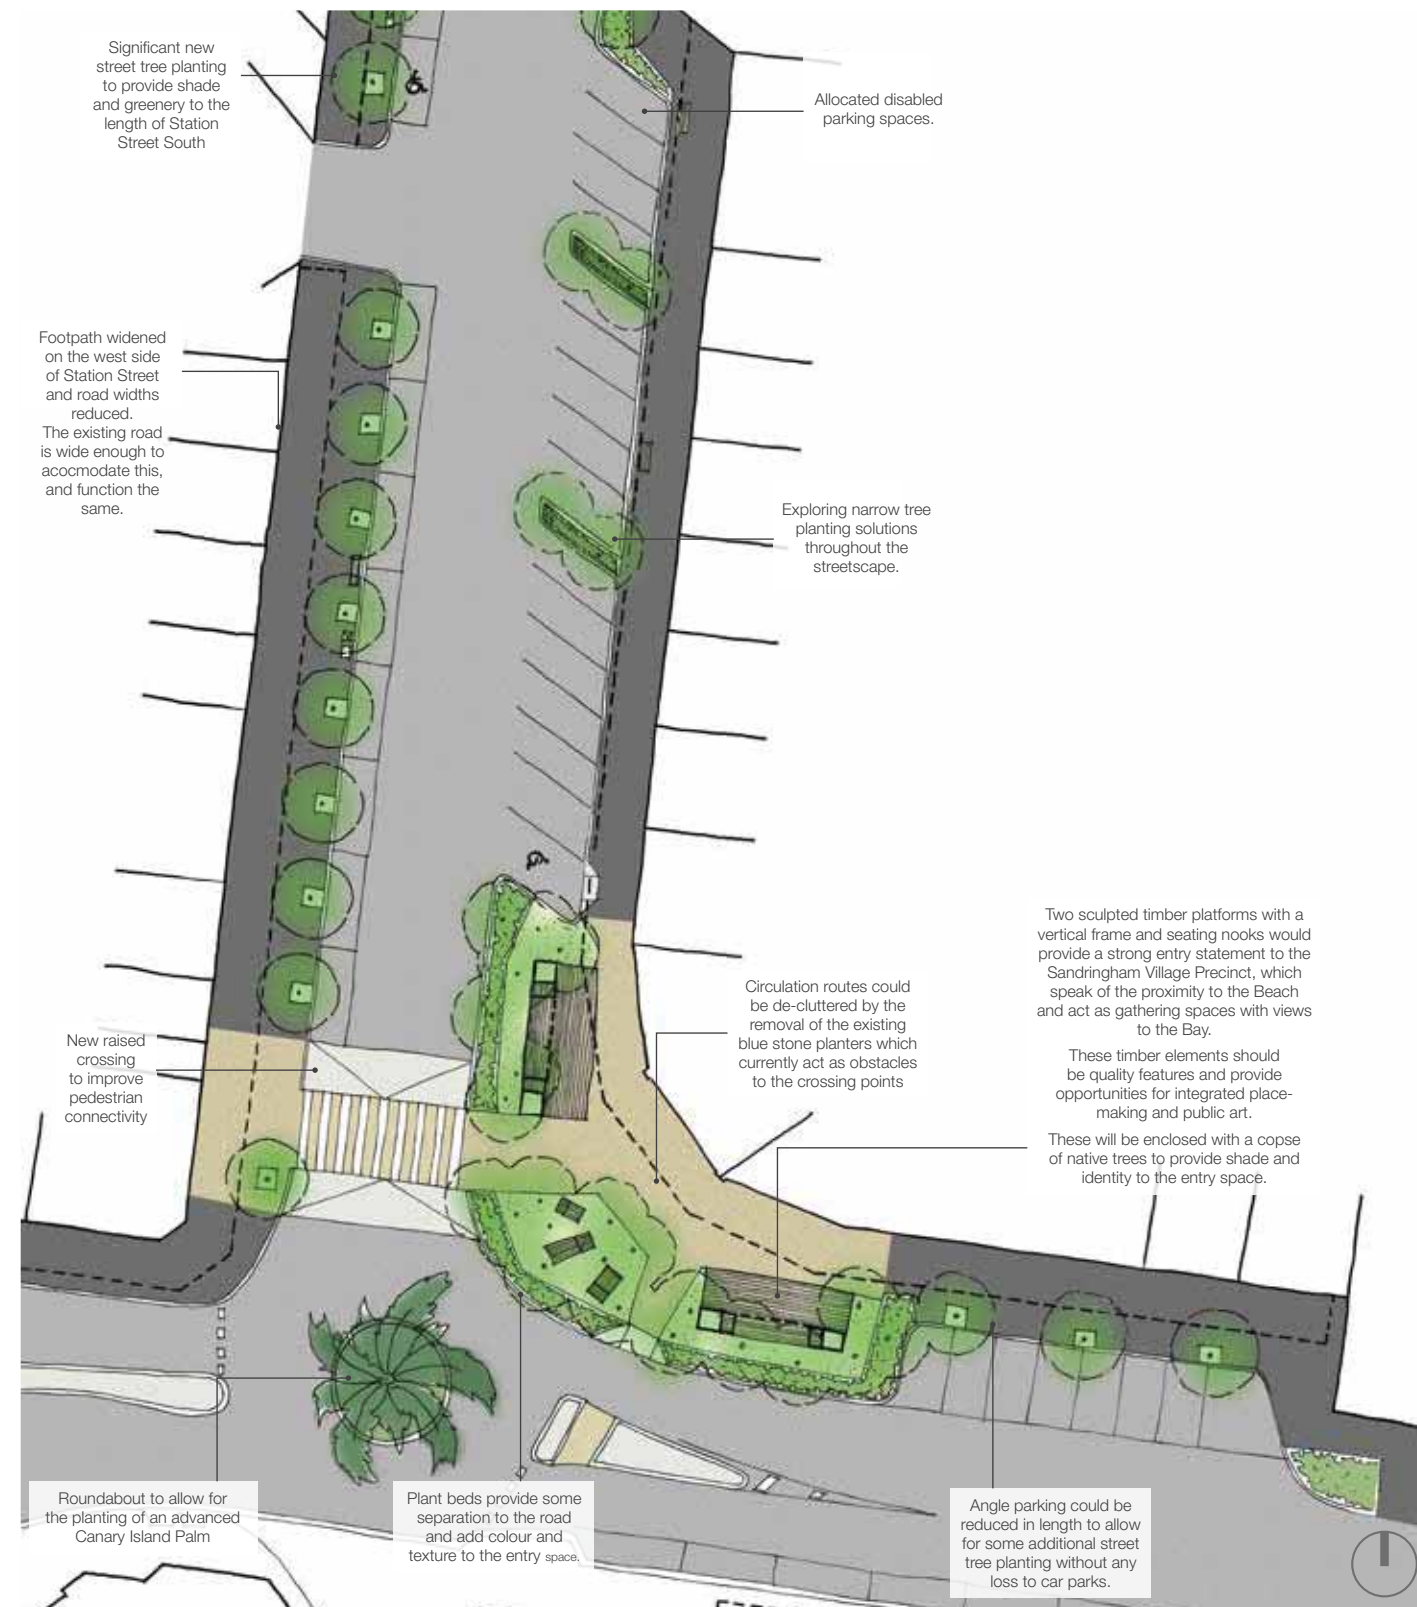 Significant new
street tree planting
to provide shade
and greenery to the
length of Station
Street South
Allocated disabled
parking spaces.
Footpath widened
on the west side
of Station Street
and road widths
reduced.
The existing road
is wide enough to
acocmodate this,
and function the
same.
Exploring narrow tree
planting solutions
throughout the
streetscape.
Two sculpted timber platforms with a
vertical frame and seating nooks would
provide a strong entry statement to the
Sandringham Village Precinct, which
speak of the proximity to the Beach
and act as gathering spaces with views
to the Bay.
These timber elements should
be quality features and provide
opportunities for integrated place-
making and public art.
These will be enclosed with a copse
of native trees to provide shade and
identity to the entry space.
Circulation routes could
be de-cluttered by the
removal of the existing
blue stone planters which
currently act as obstacles
to the crossing points
New raised
crossing
to improve
pedestrian
connectivity
Roundabout to allow for
the planting of an advanced
Canary Island Palm
Plant beds provide some
separation to the road
and add colour and
texture to the entry space.
Angle parking could be
reduced in length to allow
for some additional street
tree planting without any
loss to car parks.